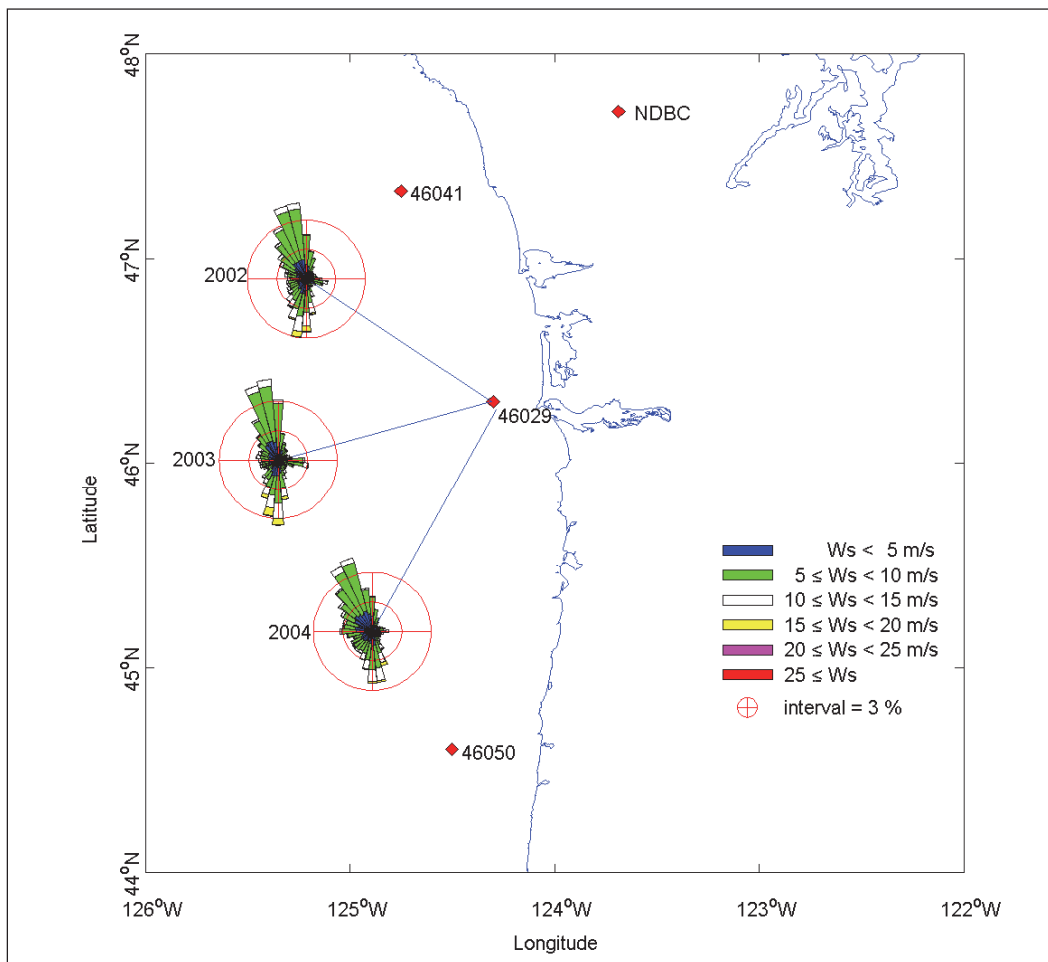 48°N
NDBC
46041
47°N
2002
46029
46°N
2003
Latitude
Ws < 5 m/s
5 ≤ Ws < 10 m/s
10 ≤ Ws < 15 m/s
15 ≤ Ws < 20 m/s
20 ≤ Ws < 25 m/s
25 ≤ Ws
interval = 3 %
2004
45°N
46050
44°N
126°W
125°W
124°W
123°W
122°W
Longitude